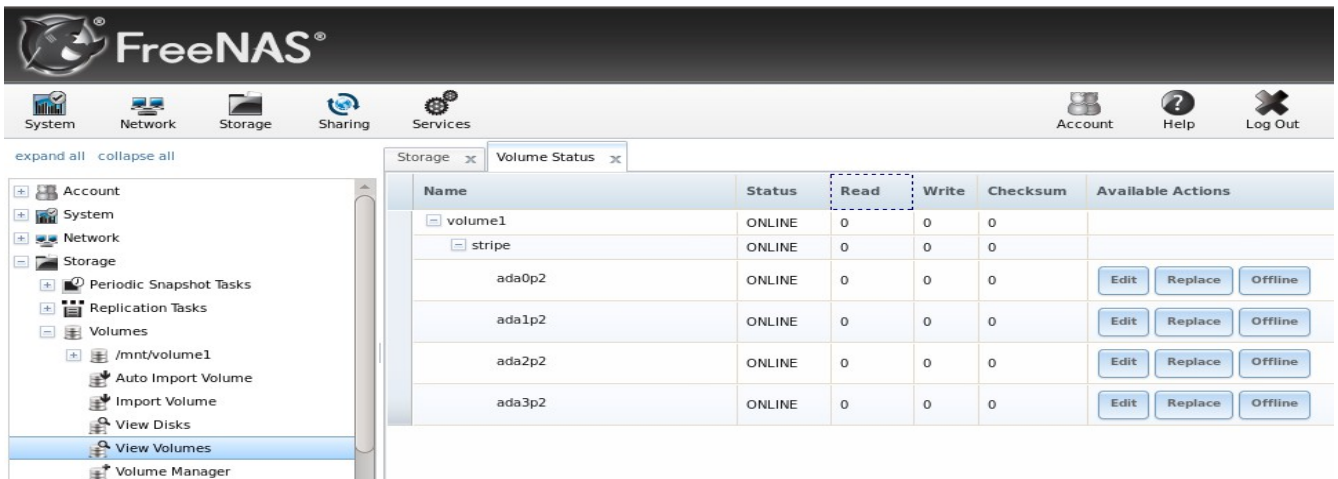 FreeNAS®
System Network Storage Sharing Services Account Help Log Out
expand all collapse all
Storage x Volume Status x
Account
System
Network
Storage
Periodic Snapshot Tasks
Replication Tasks
Volumes
/mnt/volume1
Auto Import Volume
Import Volume
View Disks
View Volumes
Volume Manager
Name Status Read Write Checksum Available Actions
volume1 ONLINE 0 0 0
stripe ONLINE 0 0 0
ada0p2 ONLINE 0 0 0 Edit Replace Offline
ada1p2 ONLINE 0 0 0 Edit Replace Offline
ada2p2 ONLINE 0 0 0 Edit Replace Offline
ada3p2 ONLINE 0 0 0 Edit Replace Offline